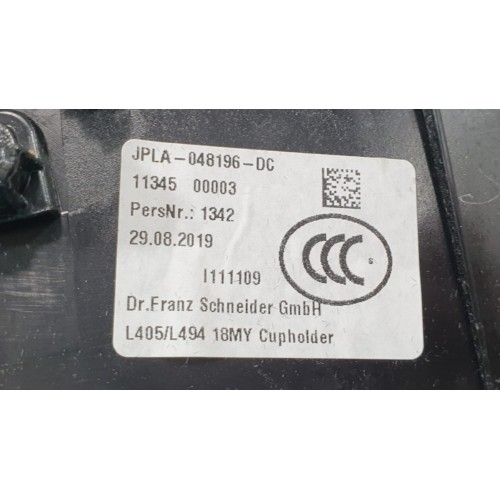 JPLA-048196-DC
11345 00003
PersNr.: 1342
29.08.2019
I111109
CCC
Dr.Franz Schneider GmbH
L405/L494 18MY Cupholder